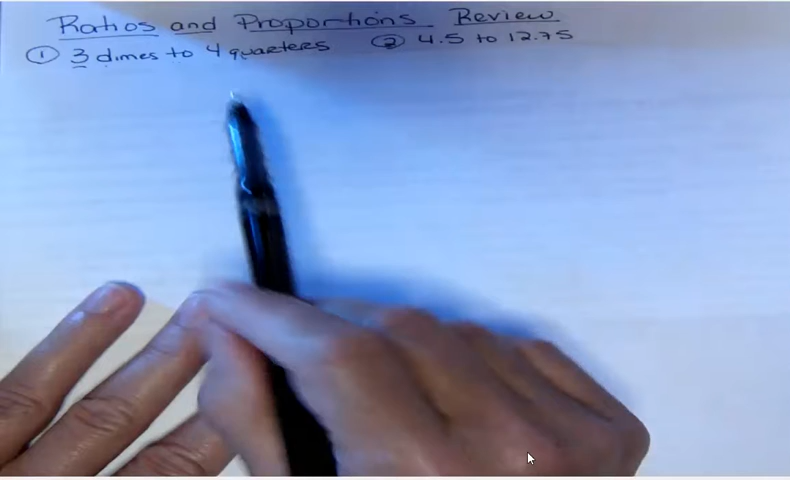 Ratios and Proportions Review
① 3 dimes to 4 quarters ② 4.5 to 12.75